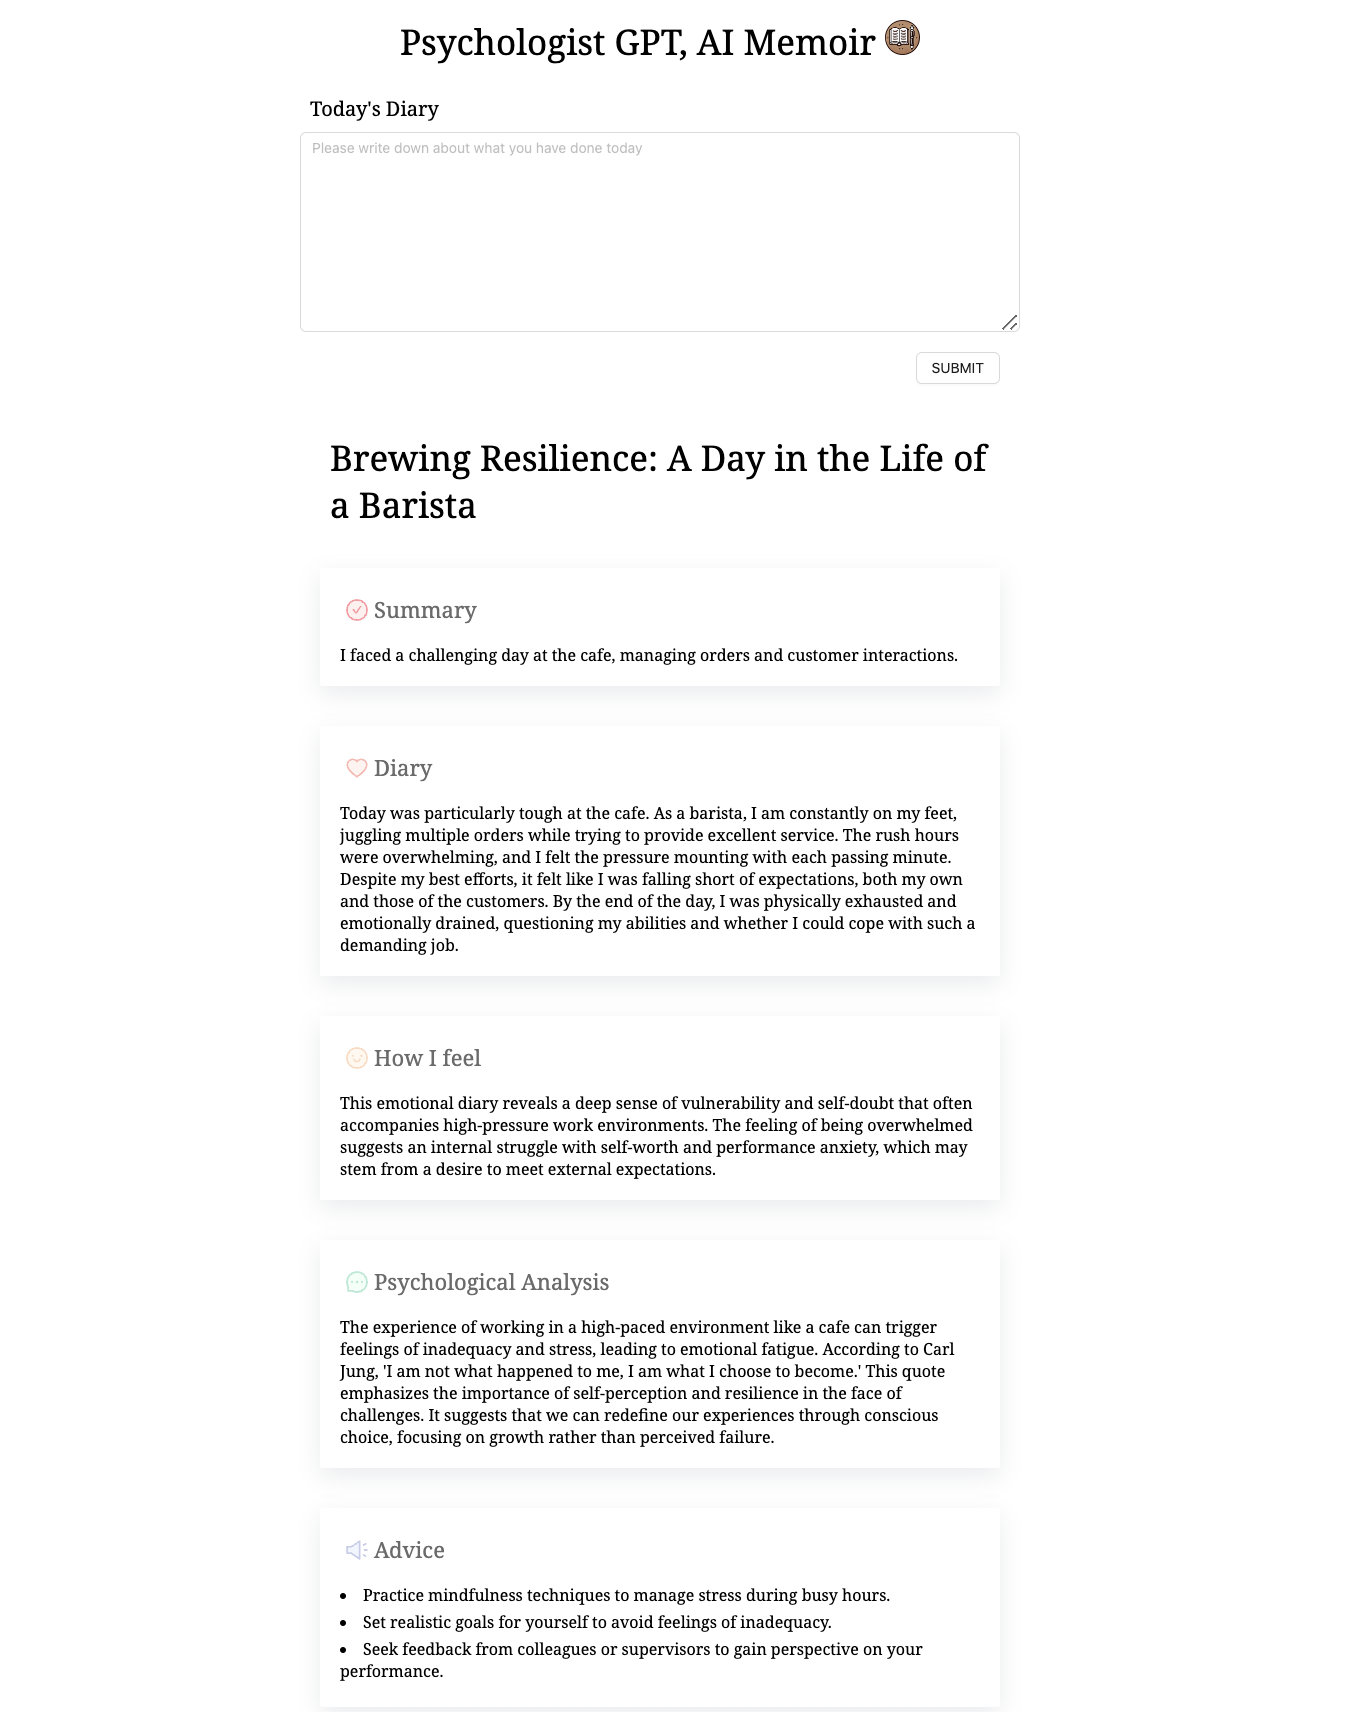 Psychologist GPT, AI Memoir
Today's Diary
Please write down about what you have done today
SUBMIT
Brewing Resilience: A Day in the Life of
a Barista
Summary
I faced a challenging day at the cafe, managing orders and customer interactions.
Diary
Today was particularly tough at the cafe. As a barista, I am constantly on my feet,
juggling multiple orders while trying to provide excellent service. The rush hours
were overwhelming, and I felt the pressure mounting with each passing minute.
Despite my best efforts, it felt like I was falling short of expectations, both my own
and those of the customers. By the end of the day, I was physically exhausted and
emotionally drained, questioning my abilities and whether I could cope with such a
demanding job.
How I feel
This emotional diary reveals a deep sense of vulnerability and self-doubt that often
accompanies high-pressure work environments. The feeling of being overwhelmed
suggests an internal struggle with self-worth and performance anxiety, which may
stem from a desire to meet external expectations.
Psychological Analysis
The experience of working in a high-paced environment like a cafe can trigger
feelings of inadequacy and stress, leading to emotional fatigue. According to Carl
Jung, 'I am not what happened to me, I am what I choose to become.' This quote
emphasizes the importance of self-perception and resilience in the face of
challenges. It suggests that we can redefine our experiences through conscious
choice, focusing on growth rather than perceived failure.
Advice
• Practice mindfulness techniques to manage stress during busy hours.
• Set realistic goals for yourself to avoid feelings of inadequacy.
• Seek feedback from colleagues or supervisors to gain perspective on your
performance.